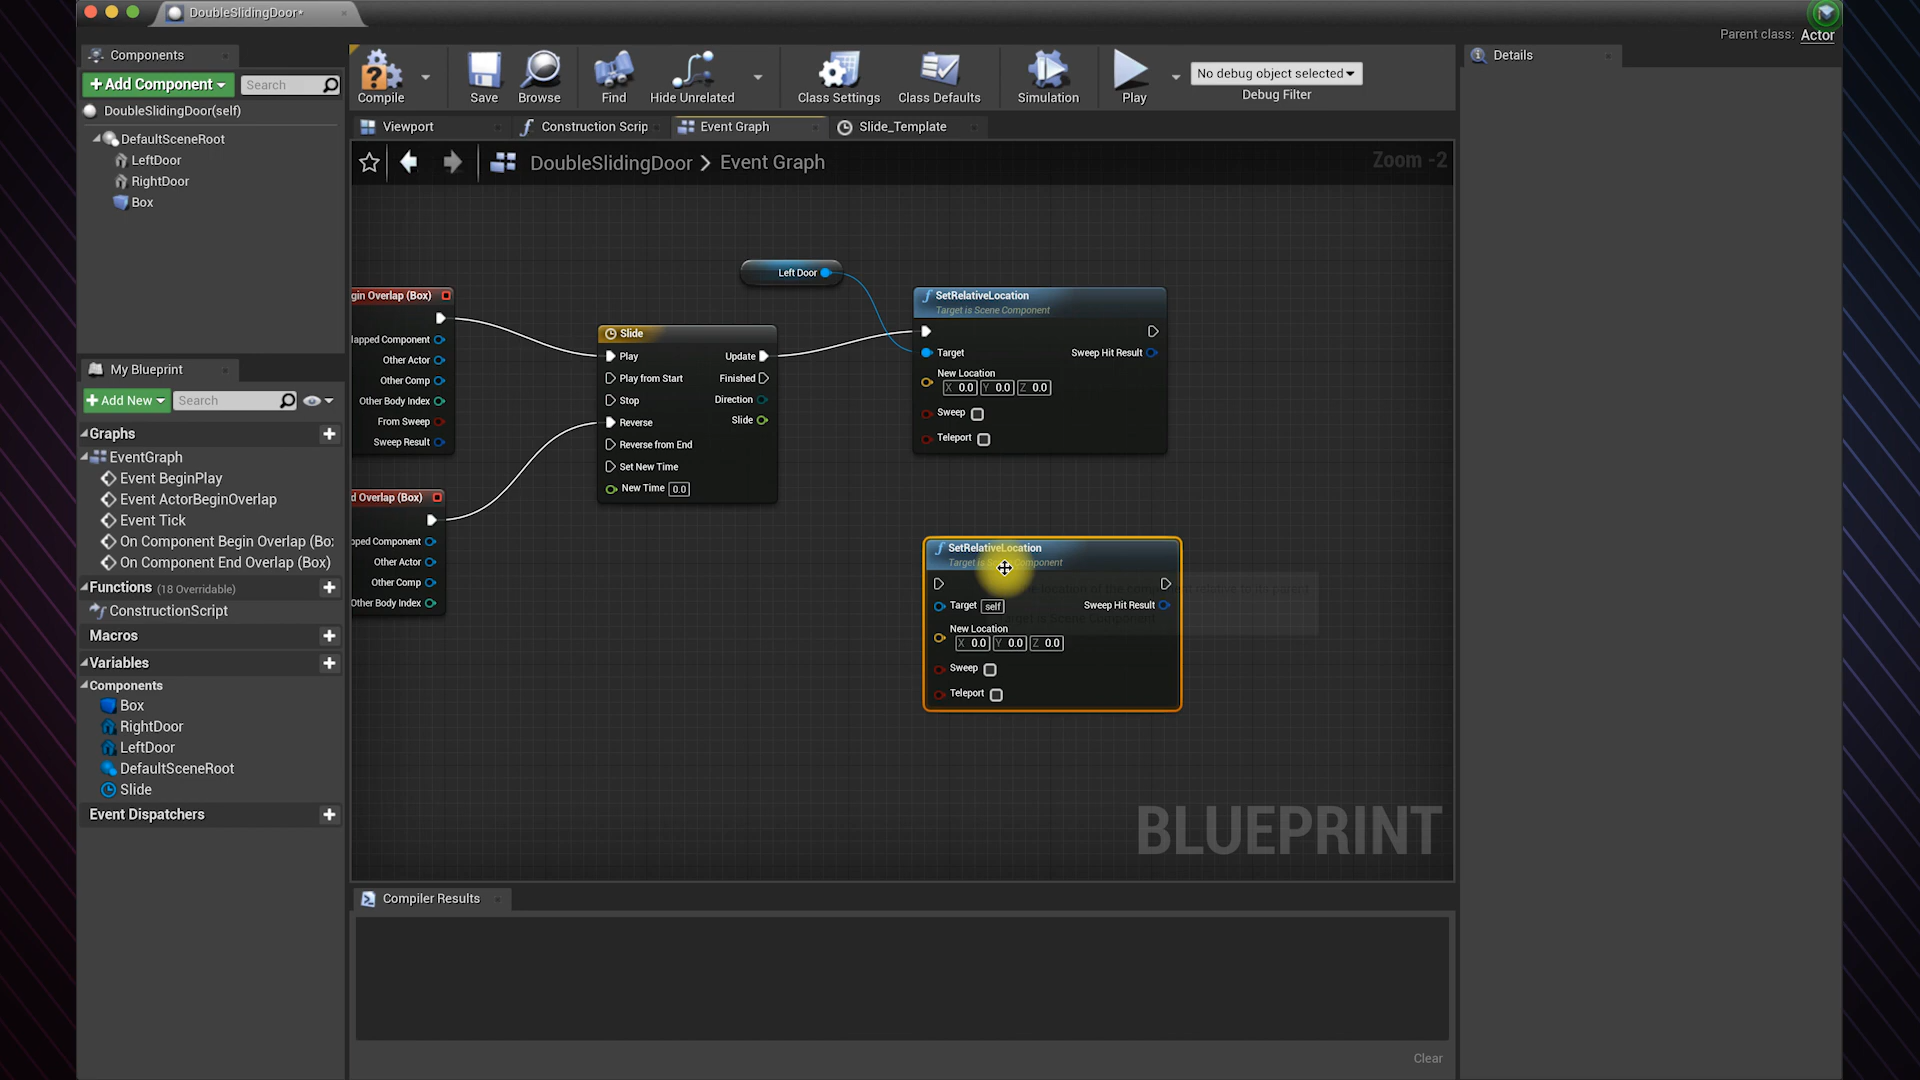 DoubleSlidingDoor*
Parent class: Actor
Components
Add Component
Search
DoubleSlidingDoor(self)
DefaultSceneRoot
LeftDoor
RightDoor
Box
My Blueprint
Add New
Search
Graphs
EventGraph
Event BeginPlay
Event ActorBeginOverlap
Event Tick
On Component Begin Overlap (Bo:
On Component End Overlap (Box)
Functions (18 Overridable)
ConstructionScript
Macros
Variables
Components
Box
RightDoor
LeftDoor
DefaultSceneRoot
Slide
Event Dispatchers
Compile
Save
Browse
Find
Hide Unrelated
Class Settings
Class Defaults
Simulation
Play
No debug object selected
Debug Filter
Viewport
Construction Scrip
Event Graph
Slide_Template
DoubleSlidingDoor > Event Graph
Zoom -2
gin Overlap (Box)
lapped Component
Other Actor
Other Comp
Other Body Index
From Sweep
Sweep Result
d Overlap (Box)
pped Component
Other Actor
Other Comp
Other Body Index
Slide
Play
Update
Play from Start
Finished
Stop
Direction
Reverse
Slide
Reverse from End
Set New Time
New Time 0.0
Left Door
SetRelativeLocation
Target is Scene Component
Target
Sweep Hit Result
New Location
X 0.0 Y 0.0 Z 0.0
Sweep
Teleport
SetRelativeLocation
Target is Scene Component
Target self
Sweep Hit Result
New Location
X 0.0 Y 0.0 Z 0.0
Sweep
Teleport
BLUEPRINT
Compiler Results
Clear
Details